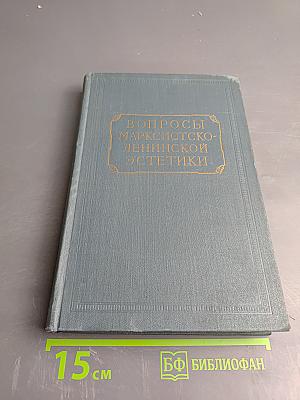 ВОПРОСЫ
МАРКСИСТСКО-
ЛЕНИНСКОЙ
ЭСТЕТИКИ
15 см
БФ БИБЛИОФАН